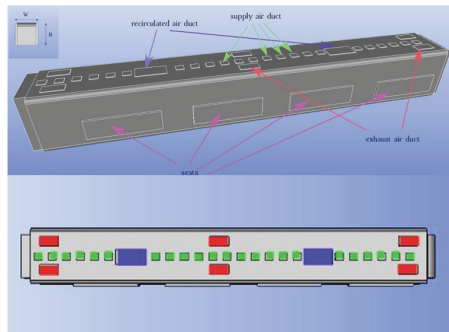 W
H
supply air duct
recirculated air duct
exhaust air duct
seats